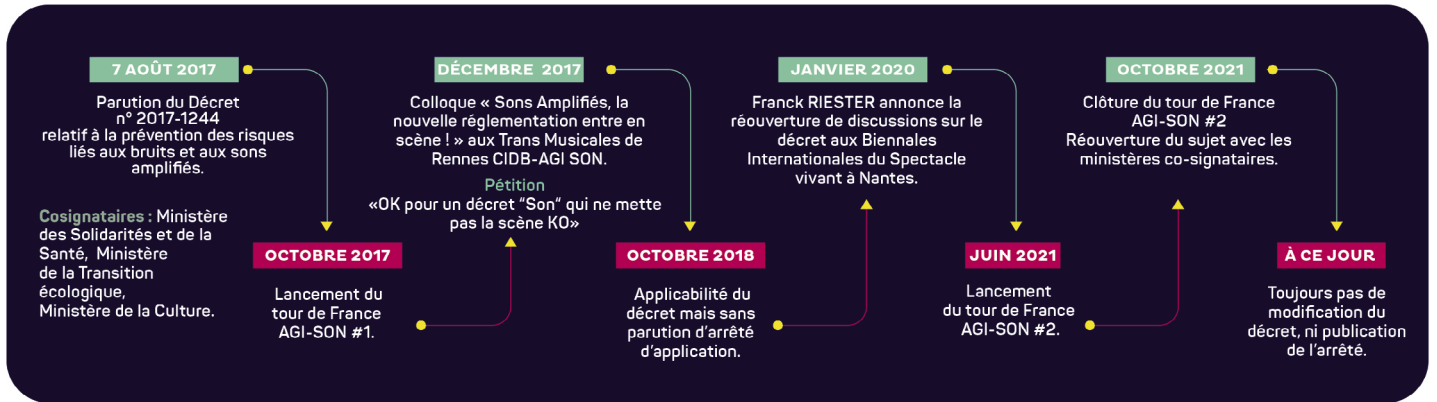 7 AOÛT 2017
Parution du Décret
n° 2017-1244
relatif à la prévention des risques
liés aux bruits et aux sons
amplifiés.
Cosignataires : Ministère
des Solidarités et de la
Santé, Ministère
de la Transition
écologique,
Ministère de la Culture.
OCTOBRE 2017
Lancement du
tour de France
AGI-SON #1.
DÉCEMBRE 2017
Colloque « Sons Amplifiés, la
nouvelle réglementation entre en
scène ! » aux Trans Musicales de
Rennes CIDB-AGI SON.
Pétition
«OK pour un décret “Son“ qui ne mette
pas la scène KO»
OCTOBRE 2018
Applicabilité du
décret mais sans
parution d’arrêté
d’application.
JANVIER 2020
Franck RIESTER annonce la
réouverture de discussions sur le
décret aux Biennales
Internationales du Spectacle
vivant à Nantes.
JUIN 2021
Lancement
du tour de France
AGI-SON #2.
OCTOBRE 2021
Clôture du tour de France
AGI-SON #2
Réouverture du sujet avec les
ministères co-signataires.
À CE JOUR
Toujours pas de
modification du
décret, ni publication
de l’arrêté.